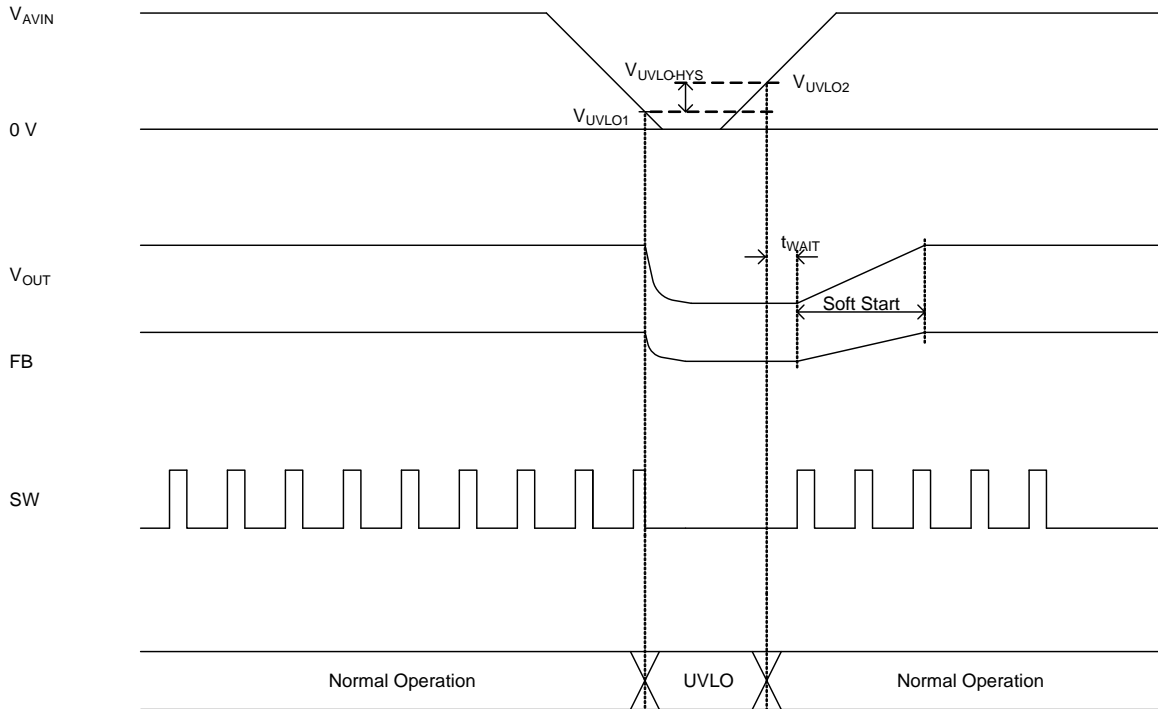 VAVIN
VUVLO-HYS
VUVLO2
VUVLO1
0 V
tWAIT
VOUT
Soft Start
FB
SW
Normal Operation
UVLO
Normal Operation